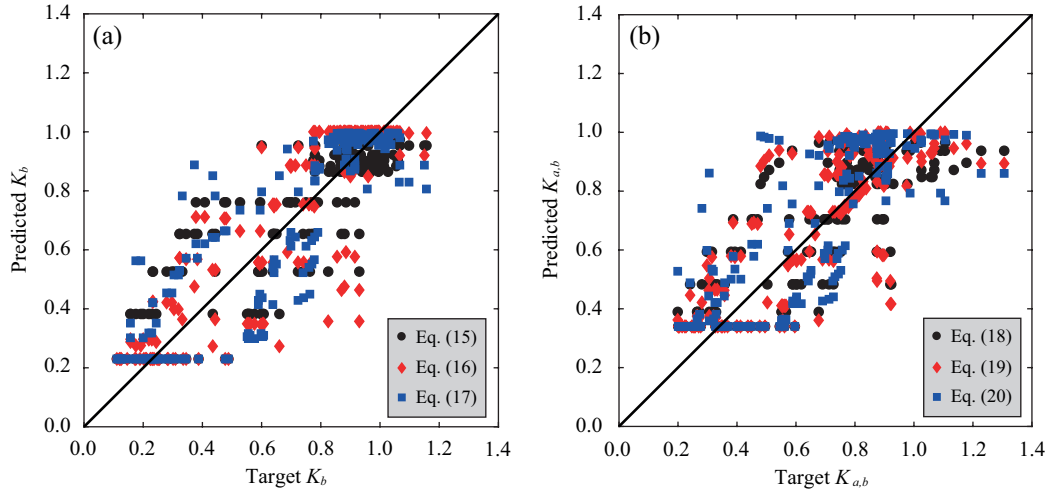 (a)
1.4
1.2
1.0
0.8
0.6
0.4
0.2
0.0
Predicted K_b
0.0 0.2 0.4 0.6 0.8 1.0 1.2 1.4
Target K_b
Eq. (15)
Eq. (16)
Eq. (17)
(b)
1.4
1.2
1.0
0.8
0.6
0.4
0.2
0.0
Predicted K_{a,b}
0.0 0.2 0.4 0.6 0.8 1.0 1.2 1.4
Target K_{a,b}
Eq. (18)
Eq. (19)
Eq. (20)